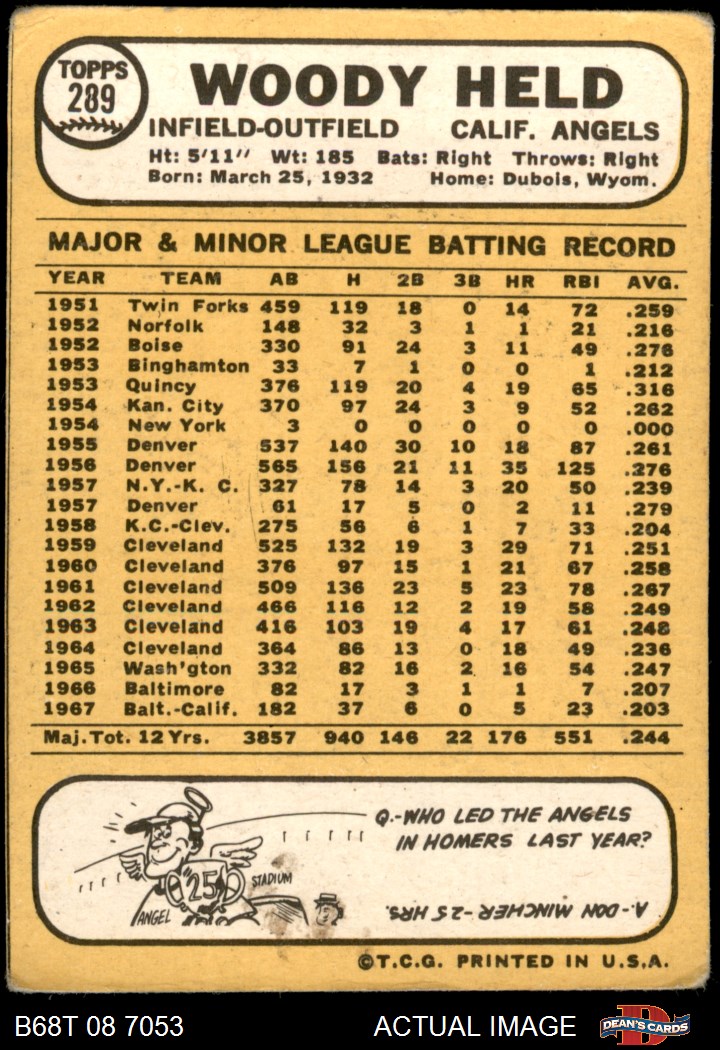 TOPPS
289
WOODY HELD
INFIELD-OUTFIELD CALIF. ANGELS
Ht: 5'11" Wt: 185 Bats: Right Throws: Right
Born: March 25, 1932 Home: Dubois, Wyom.
MAJOR & MINOR LEAGUE BATTING RECORD
YEAR TEAM AB H 2B 3B HR RBI AVG.
1951 Twin Forks 459 119 18 0 14 72 .259
1952 Norfolk 148 32 3 1 1 21 .216
1952 Boise 330 91 24 3 11 49 .276
1953 Binghamton 33 7 1 0 0 1 .212
1953 Quincy 376 119 20 4 19 65 .316
1954 Kan. City 370 97 24 3 9 52 .262
1954 New York 3 0 0 0 0 0 .000
1955 Denver 537 140 30 10 18 87 .261
1956 Denver 565 156 21 11 35 125 .276
1957 N.Y.-K. C. 327 78 14 3 20 50 .239
1957 Denver 61 17 5 0 2 11 .279
1958 K.C.-Clev. 275 56 6 1 7 33 .204
1959 Cleveland 525 132 19 3 29 71 .251
1960 Cleveland 376 97 15 1 21 67 .258
1961 Cleveland 509 136 23 5 23 78 .267
1962 Cleveland 466 116 12 2 19 58 .249
1963 Cleveland 416 103 19 4 17 61 .248
1964 Cleveland 364 86 13 0 18 49 .236
1965 Wash'gton 332 82 16 2 16 54 .247
1966 Baltimore 82 17 3 1 1 7 .207
1967 Balt.-Calif. 182 37 6 0 5 23 .203
Maj. Tot. 12 Yrs. 3857 940 146 22 176 551 .244
Q.-WHO LED THE ANGELS
IN HOMERS LAST YEAR?
25
STADIUM
ANGEL
A.-DON MINCHER-25 HRS.
©T.C.G. PRINTED IN U.S.A.
B68T 08 7053 ACTUAL IMAGE
D
DEAN'S CARDS